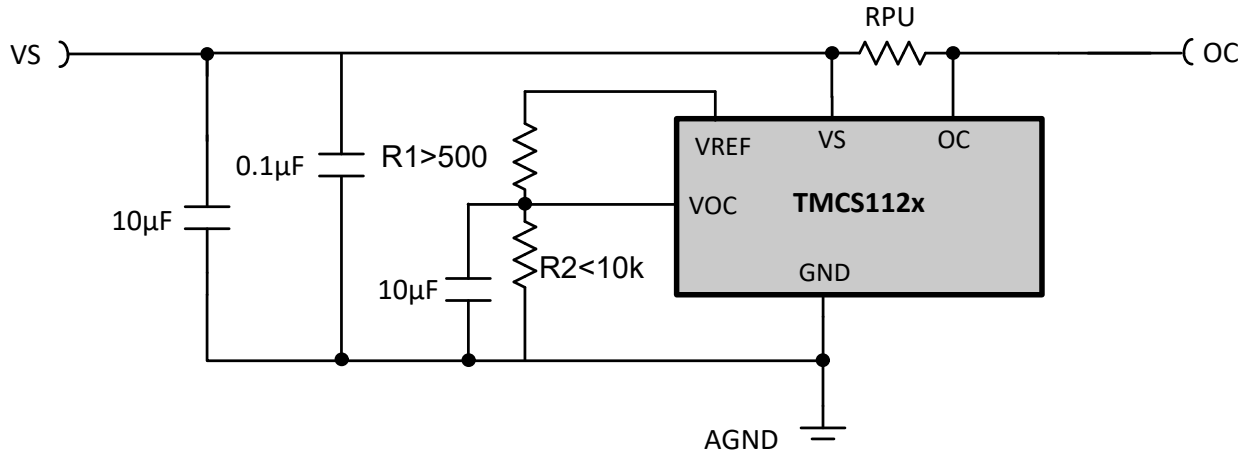 RPU
VS
OC
VREF
VS
OC
0.1µF
R1>500
10µF
VOC
TMCS112x
R2<10k
GND
10µF
AGND